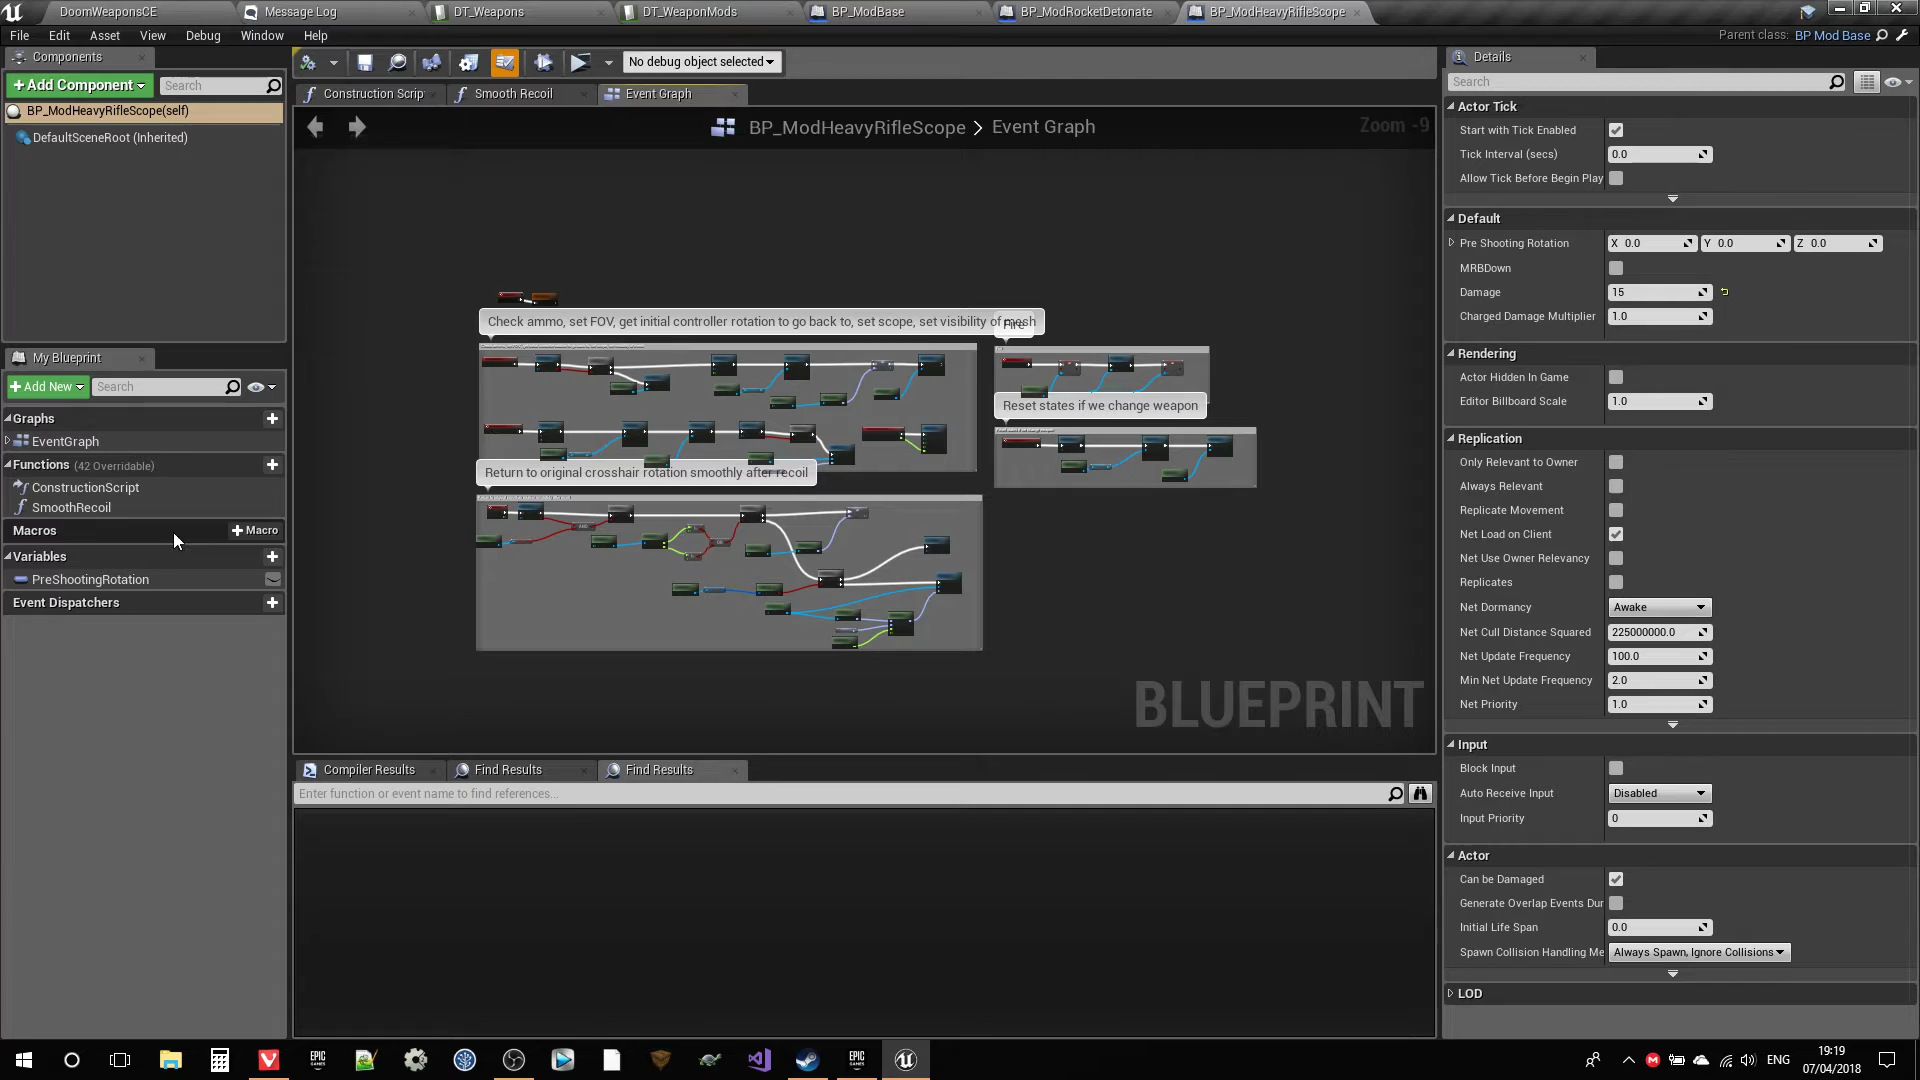 DoomWeaponsCE
Message Log
DT_Weapons
DT_WeaponMods
BP_ModBase
BP_ModRocketDetonate
BP_ModHeavyRifleScope
File
Edit
Asset
View
Debug
Window
Help
Parent class:
BP Mod Base
Components
Add Component
Search
BP_ModHeavyRifleScope(self)
DefaultSceneRoot (Inherited)
My Blueprint
Add New
Search
Graphs
EventGraph
Functions (42 Overridable)
ConstructionScript
SmoothRecoil
Macros
Macro
Variables
PreShootingRotation
Event Dispatchers
No debug object selected
Construction Scrip
Smooth Recoil
Event Graph
BP_ModHeavyRifleScope > Event Graph
Zoom -9
Check ammo, set FOV, get initial controller rotation to go back to, set scope, set visibility of mesh
Fire
Reset states if we change weapon
Return to original crosshair rotation smoothly after recoil
BLUEPRINT
Compiler Results
Find Results
Find Results
Enter function or event name to find references...
Details
Search
Actor Tick
Start with Tick Enabled
Tick Interval (secs) 0.0
Allow Tick Before Begin Play
Default
Pre Shooting Rotation X 0.0 Y 0.0 Z 0.0
MRBDown
Damage 15
Charged Damage Multiplier 1.0
Rendering
Actor Hidden In Game
Editor Billboard Scale 1.0
Replication
Only Relevant to Owner
Always Relevant
Replicate Movement
Net Load on Client
Net Use Owner Relevancy
Replicates
Net Dormancy Awake
Net Cull Distance Squared 225000000.0
Net Update Frequency 100.0
Min Net Update Frequency 2.0
Net Priority 1.0
Input
Block Input
Auto Receive Input Disabled
Input Priority 0
Actor
Can be Damaged
Generate Overlap Events Dur
Initial Life Span 0.0
Spawn Collision Handling Me Always Spawn, Ignore Collisions
LOD
EPIC GAMES
EPIC GAMES
ENG
19:19
07/04/2018